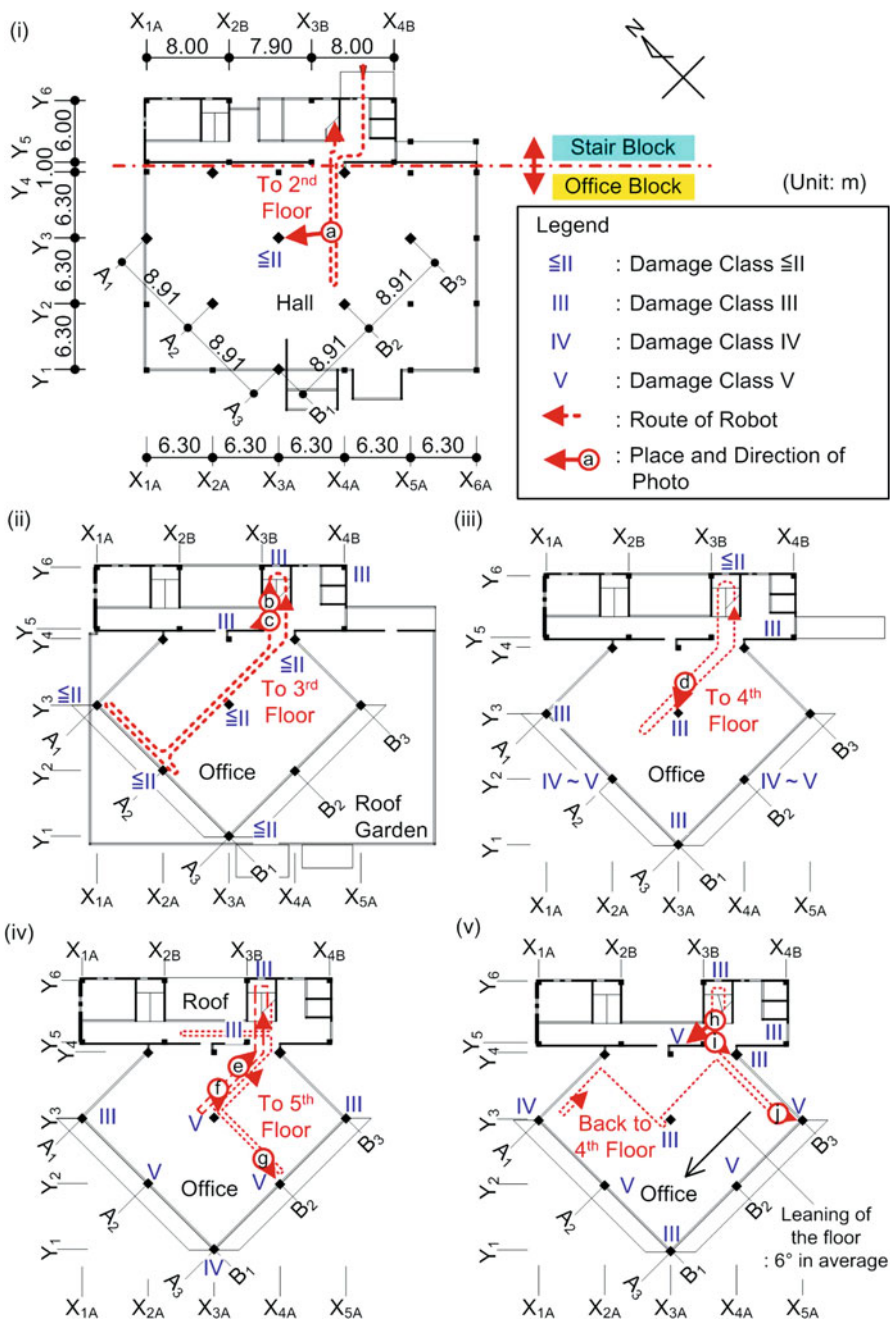 (i)
X1A X2B X3B X4B
8.00 7.90 8.00
Y6
6.00
Y5
1.00
Y4
6.30
Y3
6.30
Y2
6.30
Y1
To 2nd
Floor
a
≦II
Hall
A1
8.91
A2
8.91
A3
B1
8.91
B2
8.91
B3
6.30 6.30 6.30 6.30 6.30
X1A X2A X3A X4A X5A X6A
Stair Block
Office Block
(Unit: m)
Legend
≦II : Damage Class ≦II
III : Damage Class III
IV : Damage Class IV
V : Damage Class V
: Route of Robot
a : Place and Direction of
Photo
(ii)
X1A X2B X3B X4B
Y6
Y5
Y4
Y3
Y2
Y1
III
III
b
c
III
≦II
To 3rd
Floor
≦II
≦II
≦II
≦II
Office
Roof
Garden
A1
A2
A3
B1
B2
B3
X1A X2A X3A X4A X5A
(iii)
X1A X2B X3B X4B
Y6
Y5
Y4
Y3
Y2
Y1
≦II
III
d
To 4th
Floor
III
III
IV ~ V
Office
IV ~ V
III
A1
A2
A3
B1
B2
B3
X1A X2A X3A X4A X5A
(iv)
X1A X2B X3B X4B
Y6
Y5
Y4
Y3
Y2
Y1
III
Roof
III
e
f
To 5th
Floor
III
V
III
g
V
Office
V
IV
A1
A2
A3
B1
B2
B3
X1A X2A X3A X4A X5A
(v)
X1A X2B X3B X4B
Y6
Y5
Y4
Y3
Y2
Y1
III
h
V
i
III
III
IV
Back to
4th Floor
III
j
V
V
Office
V
III
Leaning of
the floor
: 6° in average
A1
A2
A3
B1
B2
B3
X1A X2A X3A X4A X5A